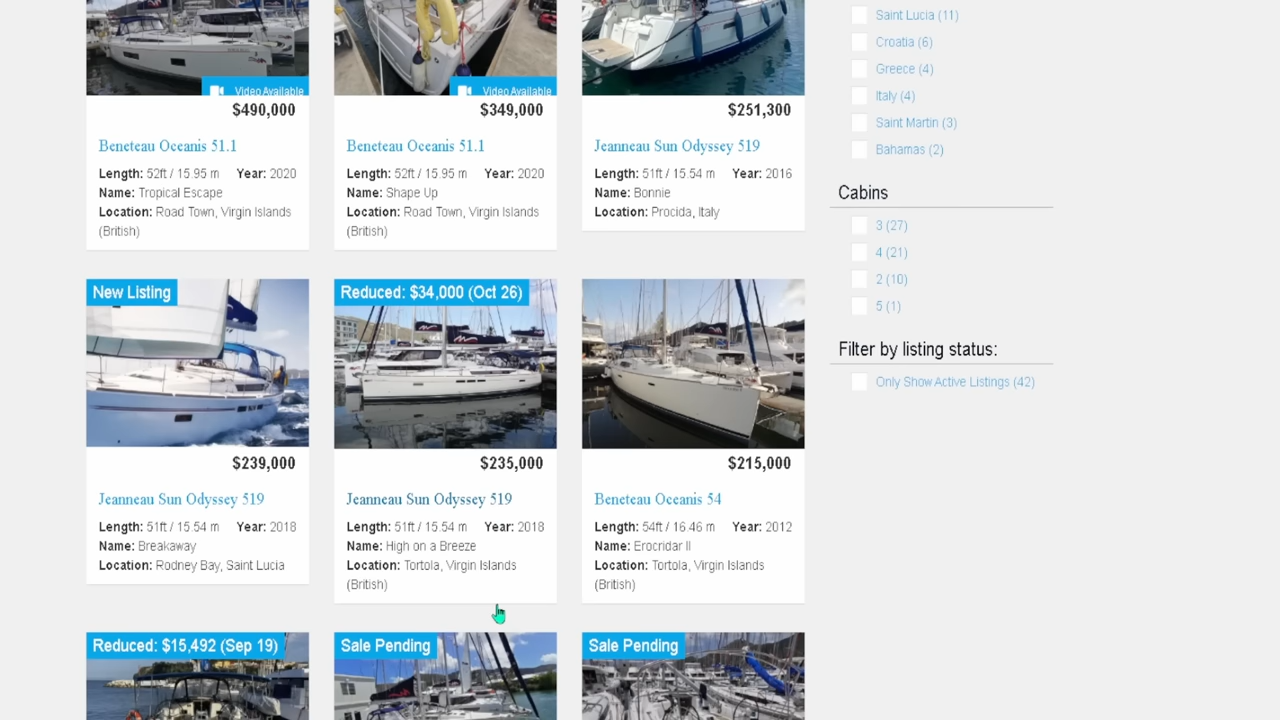 Video Available
$490,000
Beneteau Oceanis 51.1
Length: 52ft / 15.95 m Year: 2020
Name: Tropical Escape
Location: Road Town, Virgin Islands
(British)
Video Available
$349,000
Beneteau Oceanis 51.1
Length: 52ft / 15.95 m Year: 2020
Name: Shape Up
Location: Road Town, Virgin Islands
(British)
$251,300
Jeanneau Sun Odyssey 519
Length: 51ft / 15.54 m Year: 2016
Name: Bonnie
Location: Procida, Italy
New Listing
$239,000
Jeanneau Sun Odyssey 519
Length: 51ft / 15.54 m Year: 2018
Name: Breakaway
Location: Rodney Bay, Saint Lucia
Reduced: $34,000 (Oct 26)
$235,000
Jeanneau Sun Odyssey 519
Length: 51ft / 15.54 m Year: 2018
Name: High on a Breeze
Location: Tortola, Virgin Islands
(British)
$215,000
Beneteau Oceanis 54
Length: 54ft / 16.46 m Year: 2012
Name: Erocridar II
Location: Tortola, Virgin Islands
(British)
Reduced: $15,492 (Sep 19)
Sale Pending
Sale Pending
Saint Lucia (11)
Croatia (6)
Greece (4)
Italy (4)
Saint Martin (3)
Bahamas (2)
Cabins
3 (27)
4 (21)
2 (10)
5 (1)
Filter by listing status:
Only Show Active Listings (42)